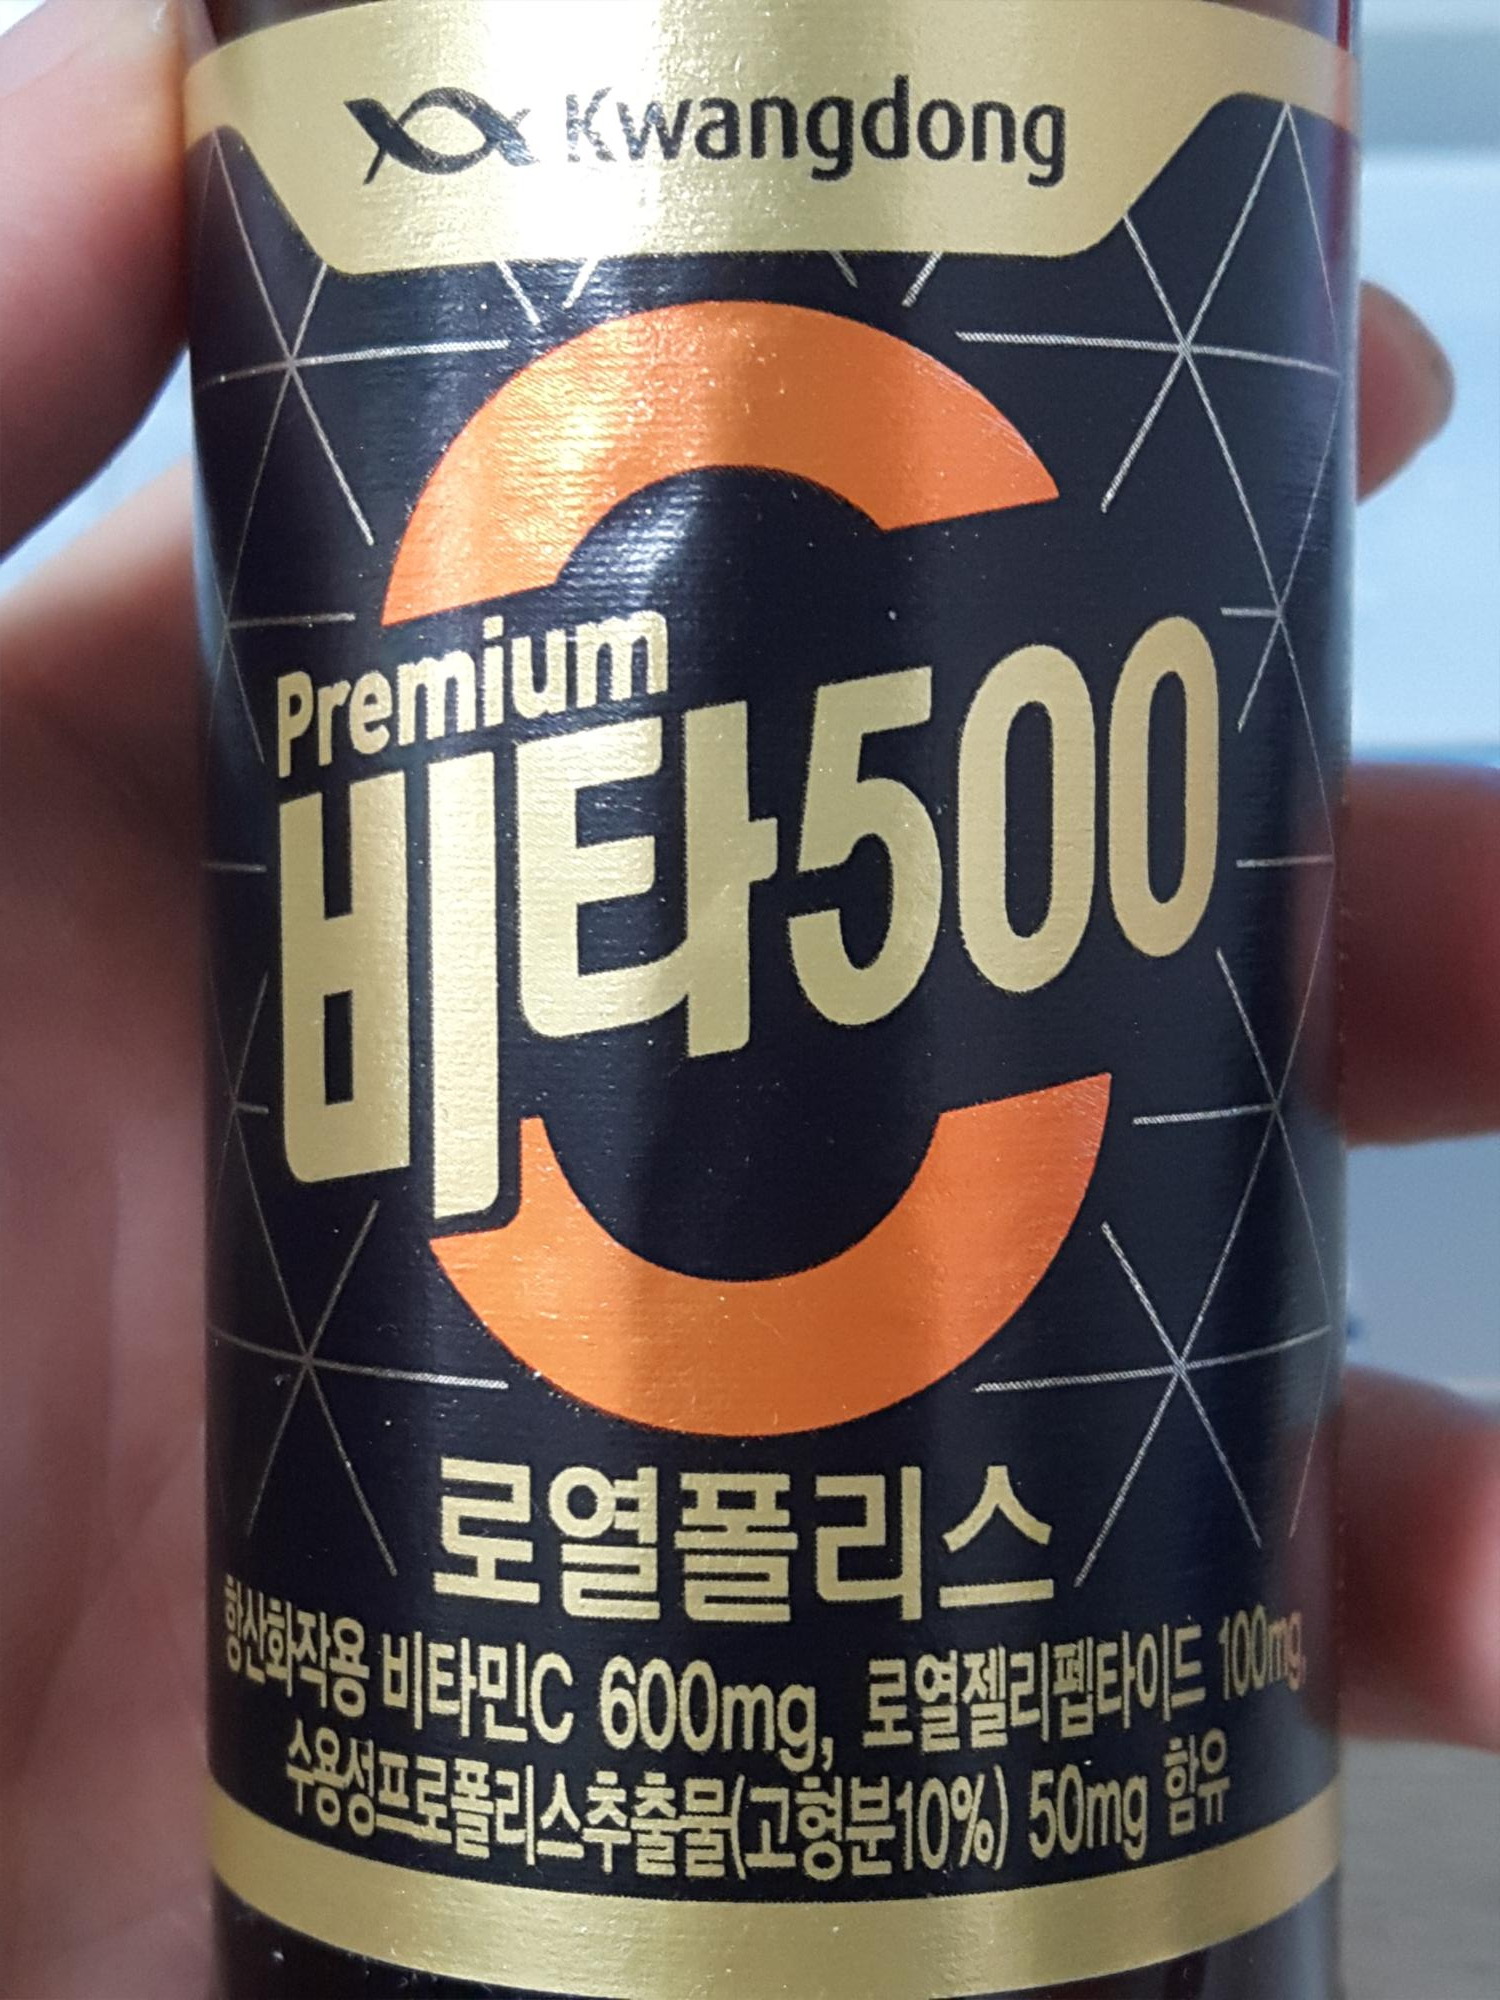 Kwangdong
Premium
비타500
로열폴리스
항산화작용 비타민C 600mg, 로열젤리펩타이드 100mg,
수용성프로폴리스추출물(고형분10%) 50mg 함유